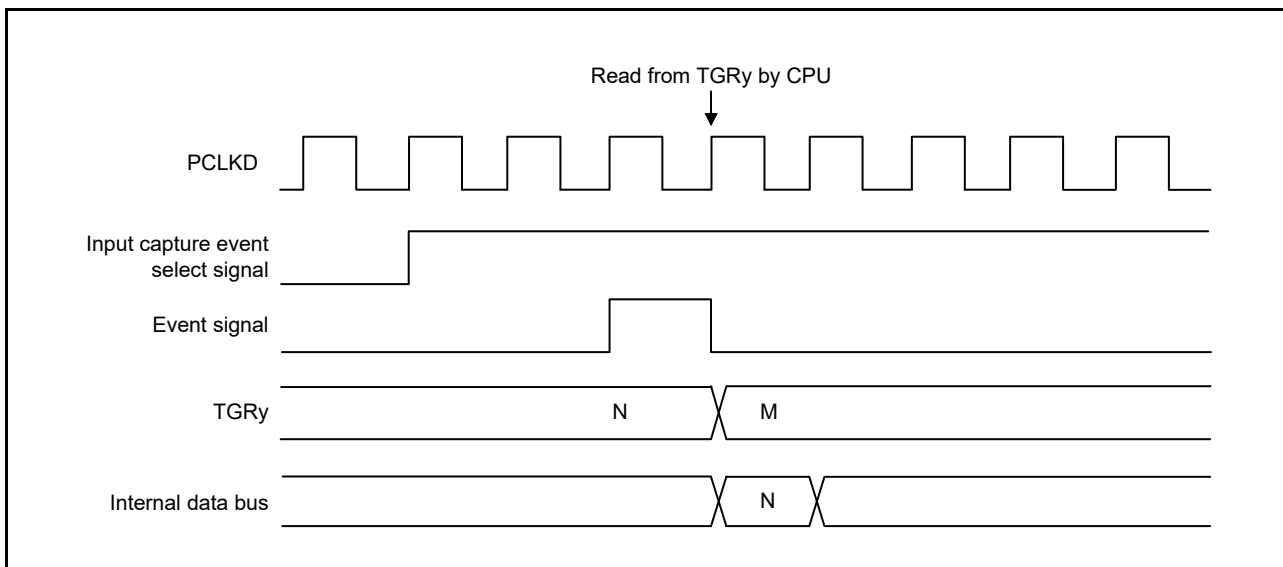 Read from TGRy by CPU
PCLKD
Input capture event
select signal
Event signal
TGRy
N
M
Internal data bus
N